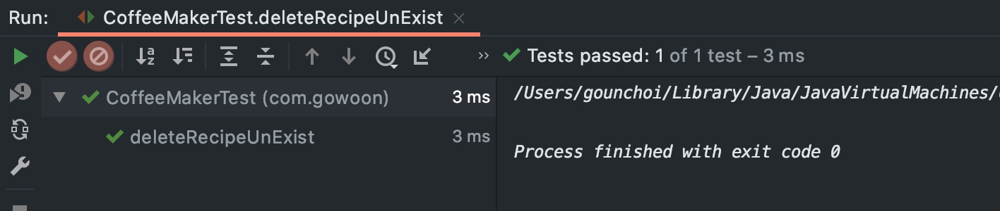 Run: CoffeeMakerTest.deleteRecipeUnExist
Tests passed: 1 of 1 test – 3 ms
CoffeeMakerTest (com.gowoon) 3 ms
/Users/gounchoi/Library/Java/JavaVirtualMachines/
deleteRecipeUnExist 3 ms
Process finished with exit code 0